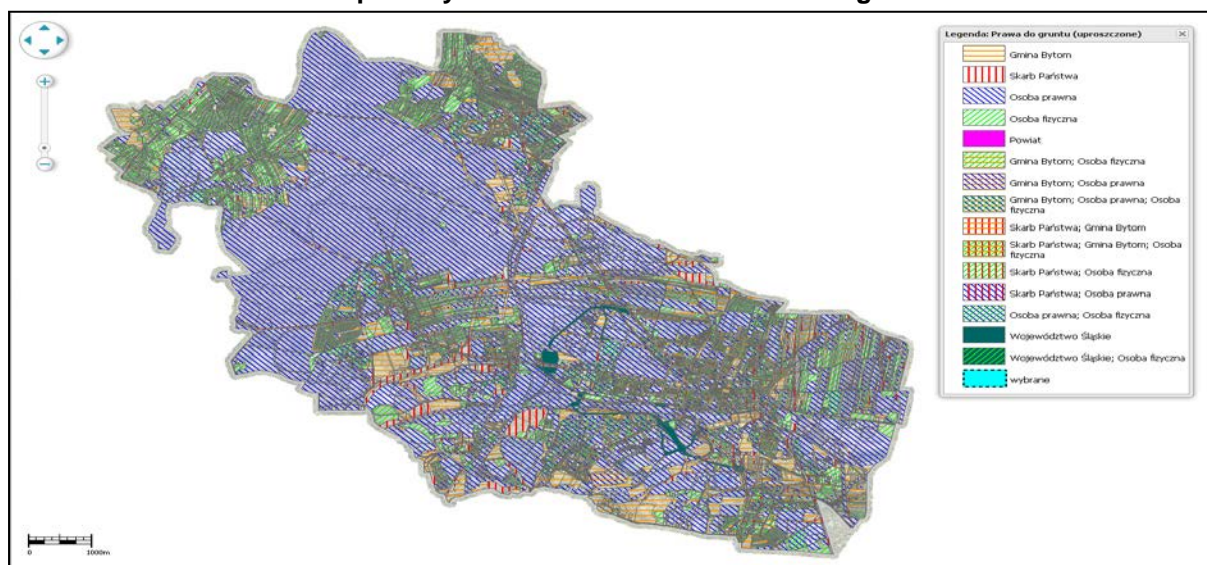 Legenda: Prawa do gruntu (uproszczone)
Gmina Bytom
Skarb Państwa
Osoba prawna
Osoba fizyczna
Powiat
Gmina Bytom; Osoba fizyczna
Gmina Bytom; Osoba prawna
Gmina Bytom; Osoba prawna; Osoba
fizyczna
Skarb Państwa; Gmina Bytom
Skarb Państwa; Gmina Bytom; Osoba
fizyczna
Skarb Państwa; Osoba fizyczna
Skarb Państwa; Osoba prawna
Osoba prawna; Osoba fizyczna
Województwo Śląskie
Województwo Śląskie; Osoba fizyczna
wybrane
0 1000m